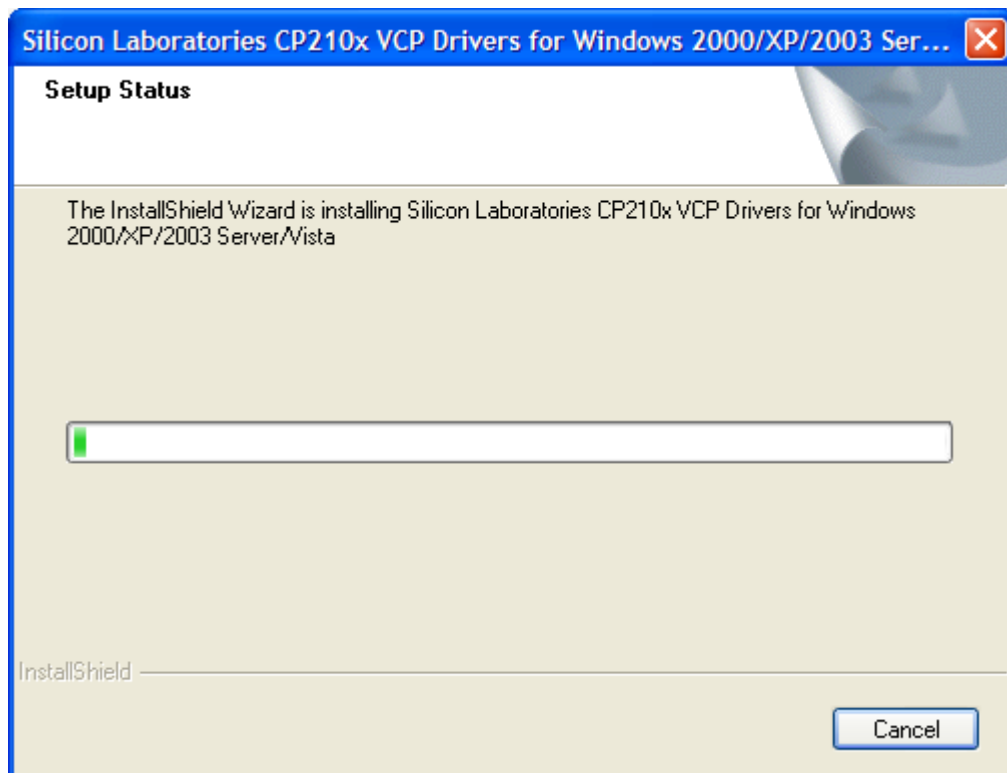 Silicon Laboratories CP210x VCP Drivers for Windows 2000/XP/2003 Ser...
Setup Status
The InstallShield Wizard is installing Silicon Laboratories CP210x VCP Drivers for Windows
2000/XP/2003 Server/Vista
InstallShield
Cancel